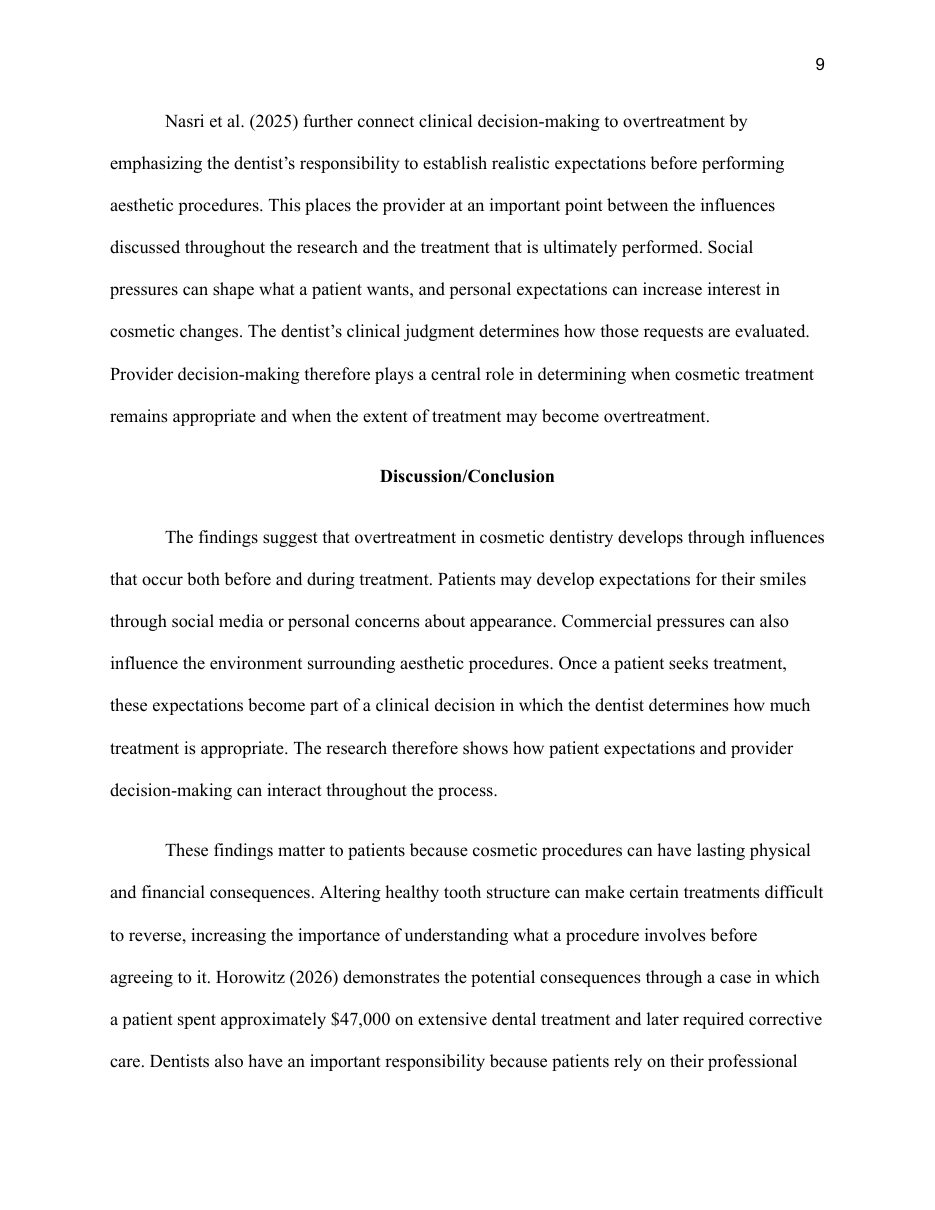 9
Nasri et al. (2025) further connect clinical decision-making to overtreatment by
emphasizing the dentist’s responsibility to establish realistic expectations before performing
aesthetic procedures. This places the provider at an important point between the influences
discussed throughout the research and the treatment that is ultimately performed. Social
pressures can shape what a patient wants, and personal expectations can increase interest in
cosmetic changes. The dentist’s clinical judgment determines how those requests are evaluated.
Provider decision-making therefore plays a central role in determining when cosmetic treatment
remains appropriate and when the extent of treatment may become overtreatment.
Discussion/Conclusion
The findings suggest that overtreatment in cosmetic dentistry develops through influences
that occur both before and during treatment. Patients may develop expectations for their smiles
through social media or personal concerns about appearance. Commercial pressures can also
influence the environment surrounding aesthetic procedures. Once a patient seeks treatment,
these expectations become part of a clinical decision in which the dentist determines how much
treatment is appropriate. The research therefore shows how patient expectations and provider
decision-making can interact throughout the process.
These findings matter to patients because cosmetic procedures can have lasting physical
and financial consequences. Altering healthy tooth structure can make certain treatments difficult
to reverse, increasing the importance of understanding what a procedure involves before
agreeing to it. Horowitz (2026) demonstrates the potential consequences through a case in which
a patient spent approximately $47,000 on extensive dental treatment and later required corrective
care. Dentists also have an important responsibility because patients rely on their professional